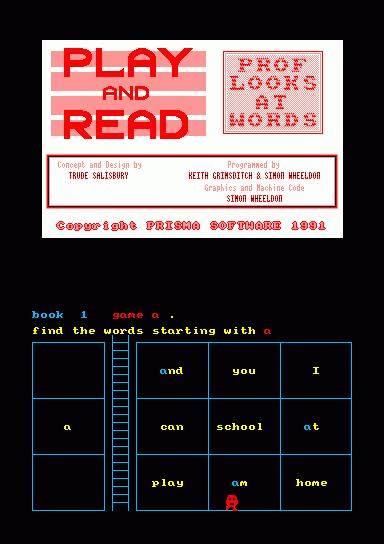 PLAY
AND
READ
PROF
LOOKS
AT
WORDS
Concept and Design by
TRUDE SALISBURY
Programmed by
KEITH GRIMSDITCH & SIMON WHEELDON
Graphics and Machine Code
SIMON WHEELDON
Copyright PRISMA SOFTWARE 1991
book 1 game a .
find the words starting with a
and you I
a can school at
play am home